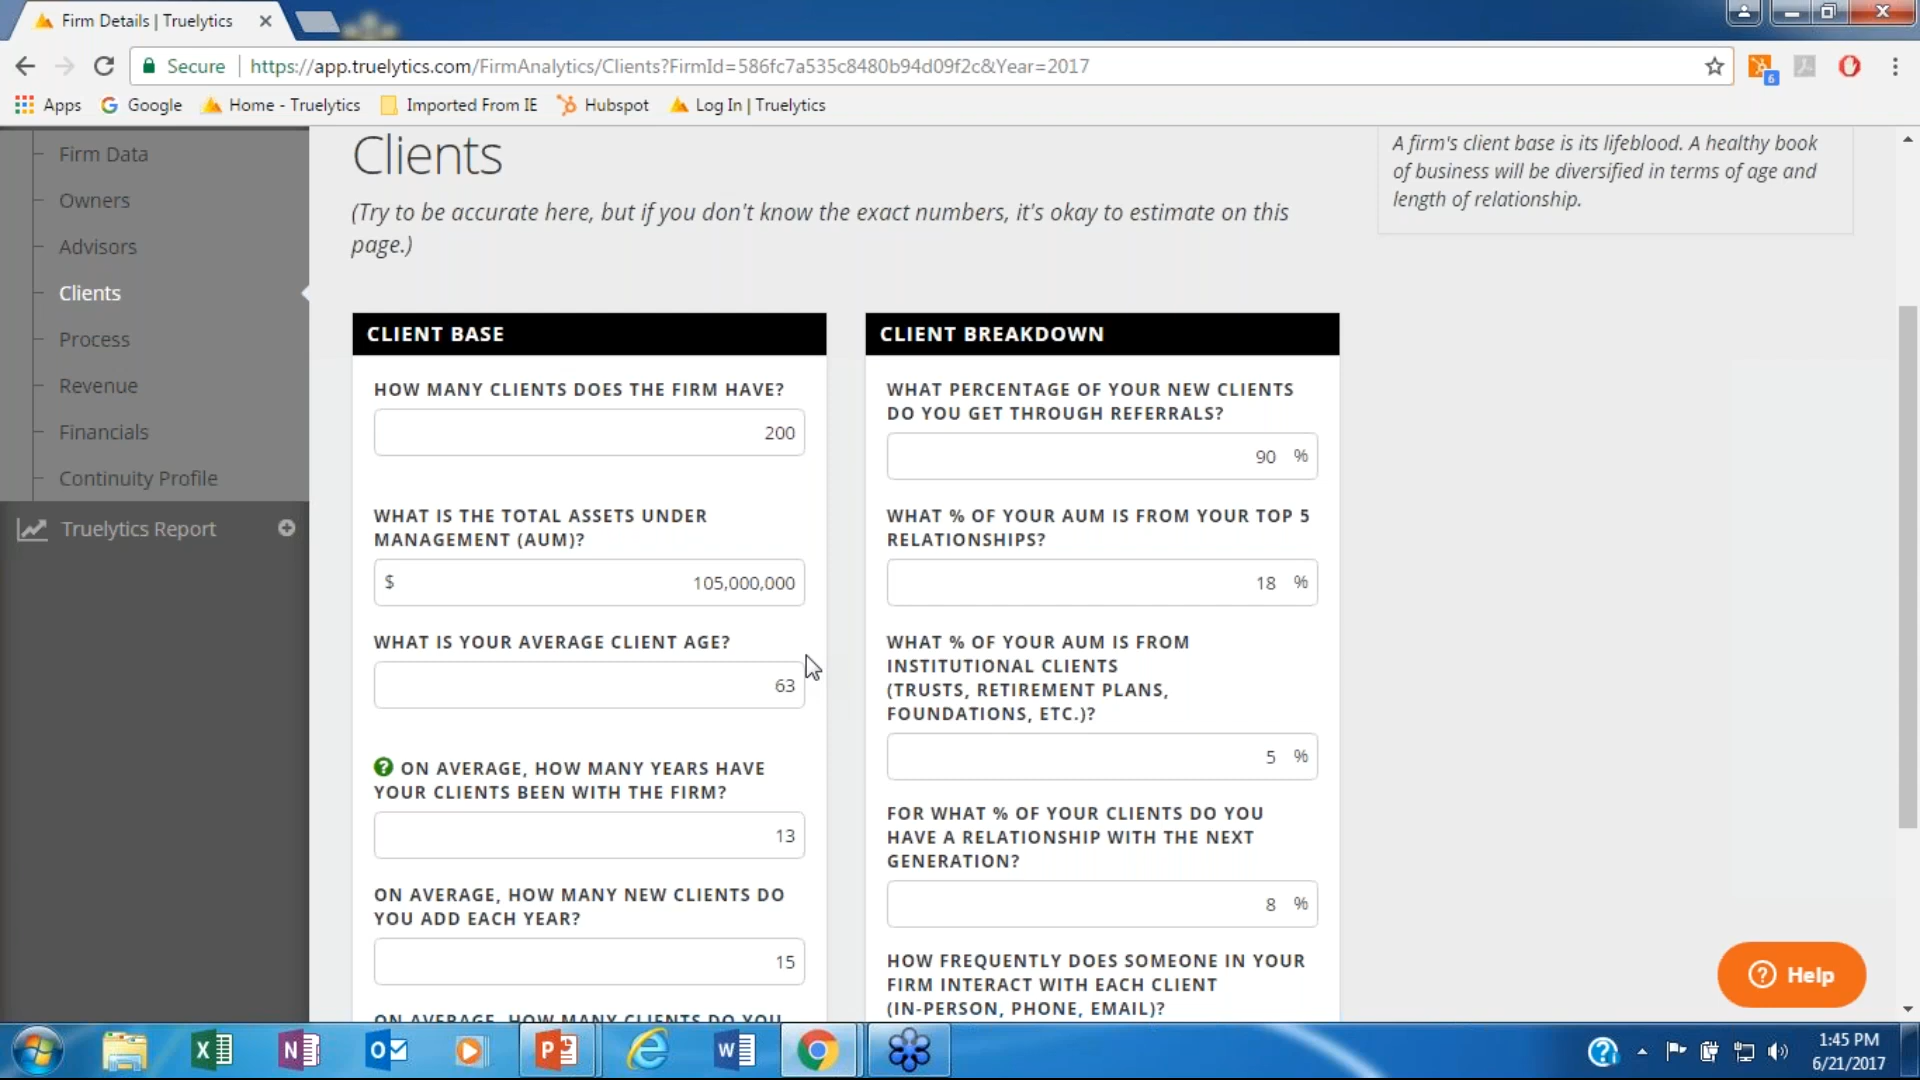 Firm Details | Truelytics
Secure
https://app.truelytics.com/FirmAnalytics/Clients?FirmId=586fc7a535c8480b94d09f2c&Year=2017
6
Apps
Google
Home - Truelytics
Imported From IE
Hubspot
Log In | Truelytics
Firm Data
Owners
Advisors
Clients
Process
Revenue
Financials
Continuity Profile
Truelytics Report
Clients
(Try to be accurate here, but if you don't know the exact numbers, it's okay to estimate on this
page.)
A firm's client base is its lifeblood. A healthy book
of business will be diversified in terms of age and
length of relationship.
CLIENT BASE
HOW MANY CLIENTS DOES THE FIRM HAVE?
200
WHAT IS THE TOTAL ASSETS UNDER
MANAGEMENT (AUM)?
$ 105,000,000
WHAT IS YOUR AVERAGE CLIENT AGE?
63
? ON AVERAGE, HOW MANY YEARS HAVE
YOUR CLIENTS BEEN WITH THE FIRM?
13
ON AVERAGE, HOW MANY NEW CLIENTS DO
YOU ADD EACH YEAR?
15
ON AVERAGE, HOW MANY CLIENTS DO YOU
CLIENT BREAKDOWN
WHAT PERCENTAGE OF YOUR NEW CLIENTS
DO YOU GET THROUGH REFERRALS?
90 %
WHAT % OF YOUR AUM IS FROM YOUR TOP 5
RELATIONSHIPS?
18 %
WHAT % OF YOUR AUM IS FROM
INSTITUTIONAL CLIENTS
(TRUSTS, RETIREMENT PLANS,
FOUNDATIONS, ETC.)?
5 %
FOR WHAT % OF YOUR CLIENTS DO YOU
HAVE A RELATIONSHIP WITH THE NEXT
GENERATION?
8 %
HOW FREQUENTLY DOES SOMEONE IN YOUR
FIRM INTERACT WITH EACH CLIENT
(IN-PERSON, PHONE, EMAIL)?
? Help
1:45 PM
6/21/2017